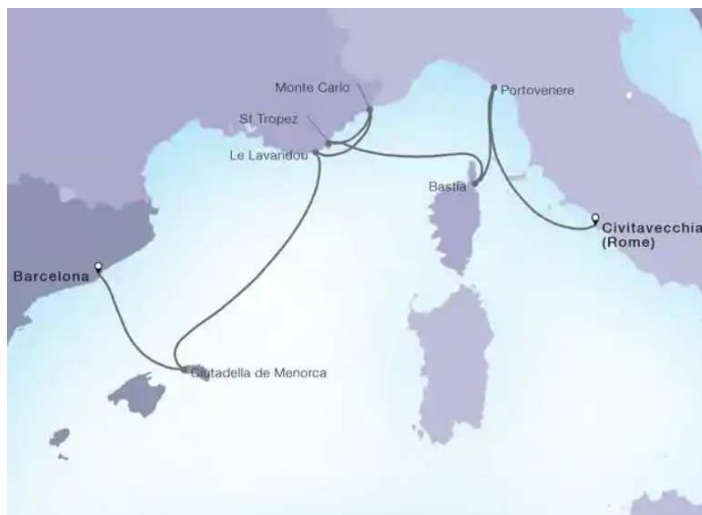 Monte Carlo
Portovenere
St Tropez
Le Lavandou
Bastia
Civitavecchia
(Rome)
Barcelona
Ciutadella de Menorca